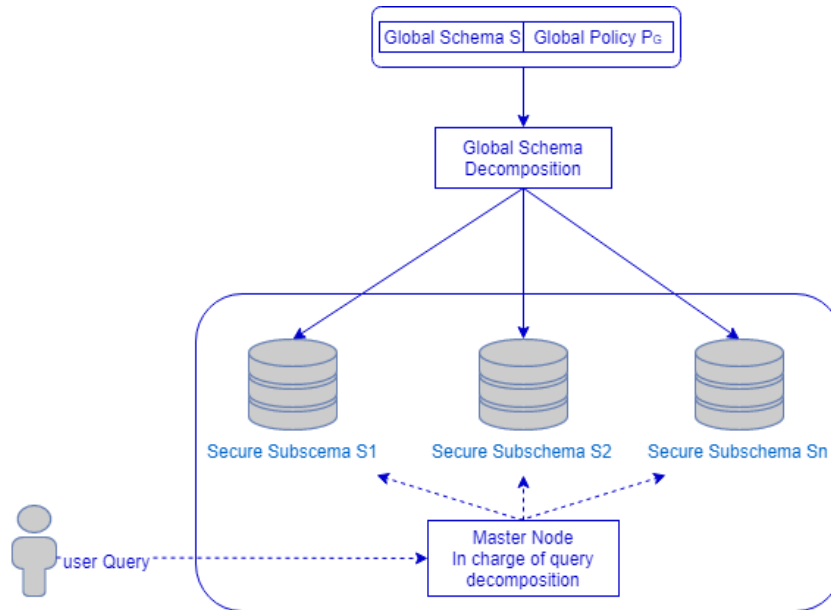 Global Schema S Global Policy PG
Global Schema
Decomposition
Secure Subscema S1 Secure Subschema S2 Secure Subschema Sn
user Query
Master Node
In charge of query
decomposition